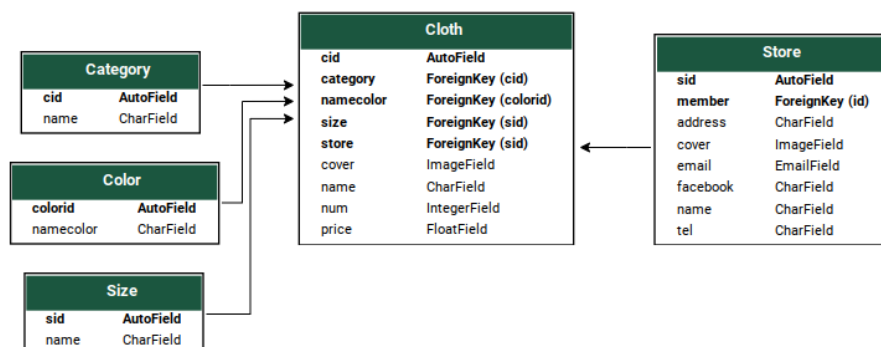 Category
cid AutoField
name CharField
Color
colorid AutoField
namecolor CharField
Size
sid AutoField
name CharField
Cloth
cid AutoField
category ForeignKey (cid)
namecolor ForeignKey (colorid)
size ForeignKey (sid)
store ForeignKey (sid)
cover ImageField
name CharField
num IntegerField
price FloatField
Store
sid AutoField
member ForeignKey (id)
address CharField
cover ImageField
email EmailField
facebook CharField
name CharField
tel CharField